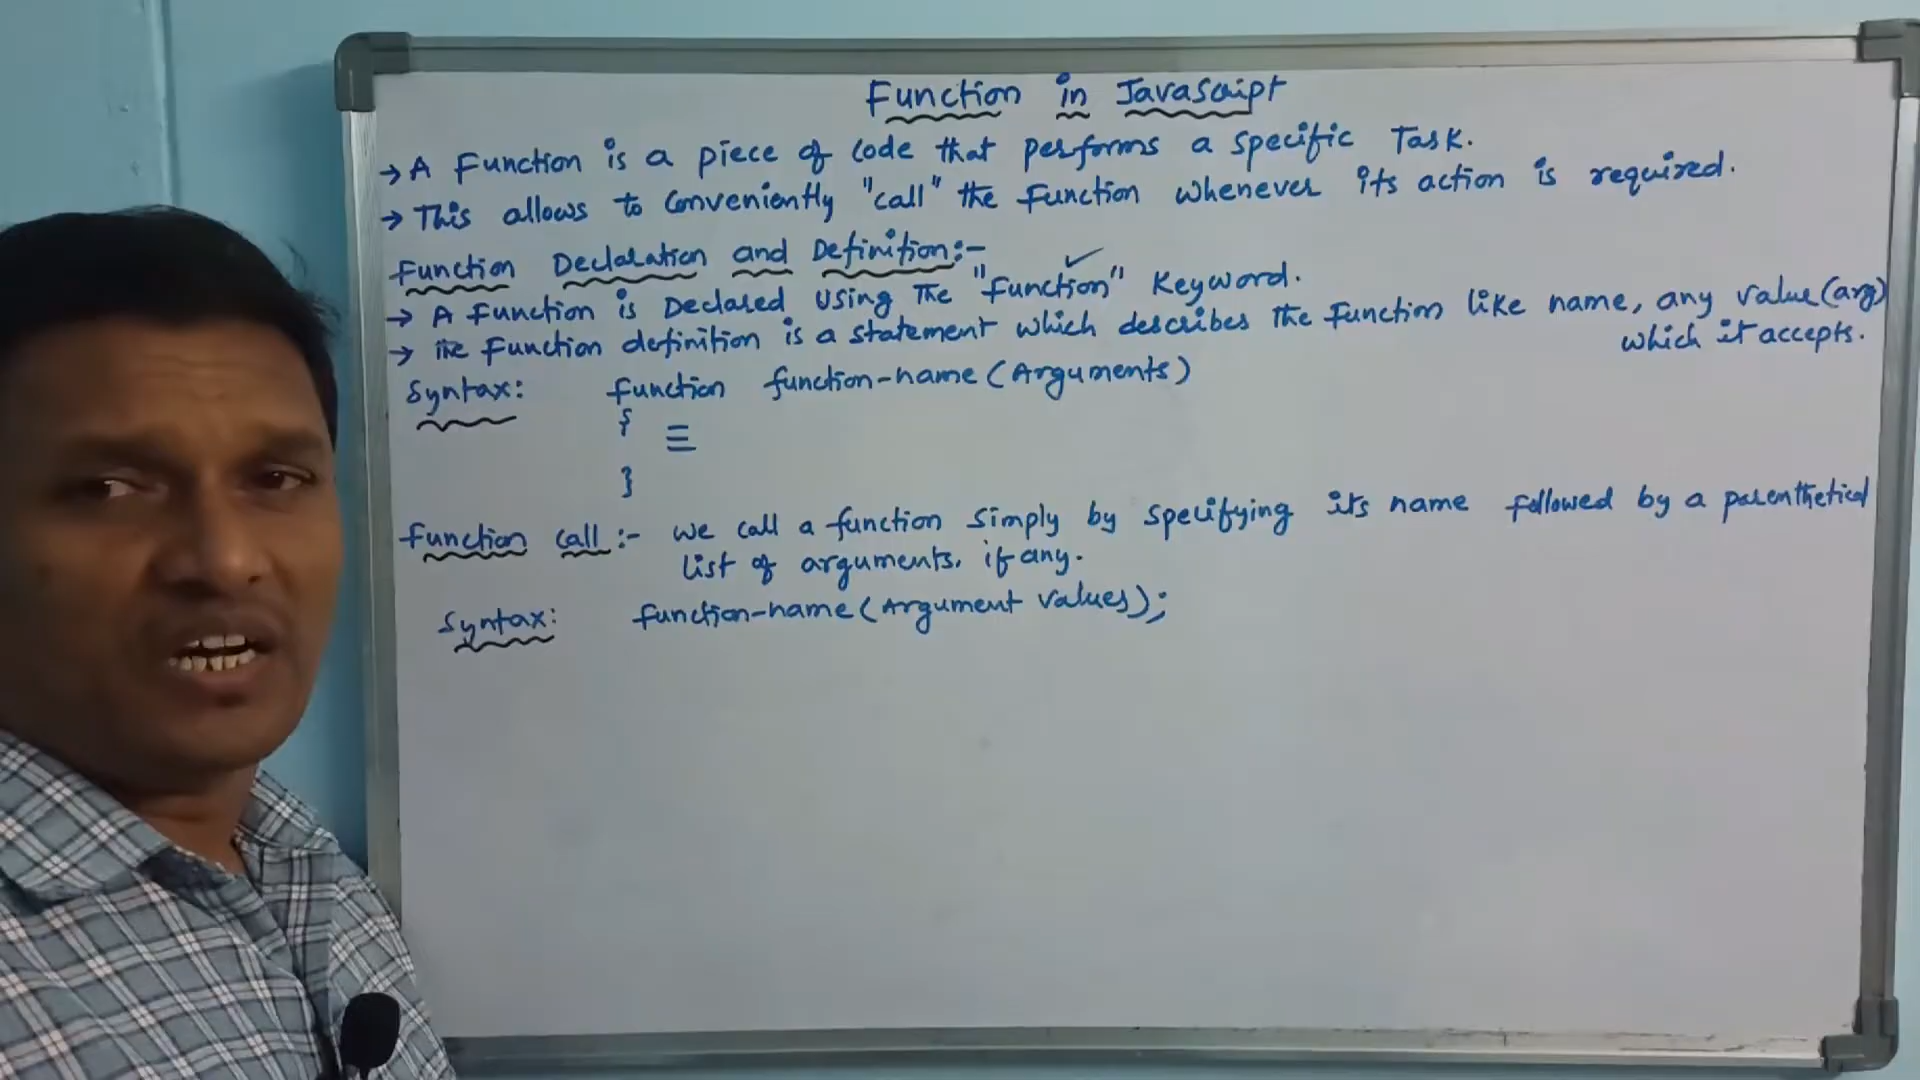 Function in JavaScript
→ A Function is a piece of code that performs a specific Task.
→ This allows to conveniently "call" the function whenever its action is required.
Function Declaration and Definition:-
→ A function is Declared using the "function" Keyword.
→ The function definition is a statement which describes the function like name, any value(arg)
which it accepts.
Syntax: function function-name(Arguments)
{
}
Function call:- we call a function simply by specifying its name followed by a parenthetical
list of arguments, if any.
Syntax: function-name(Argument values);